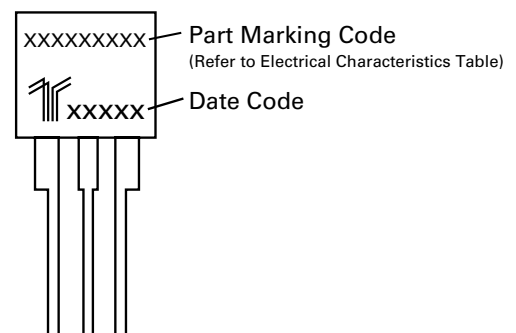 xxxxxxxxx Part Marking Code
(Refer to Electrical Characteristics Table)
xxxxx Date Code